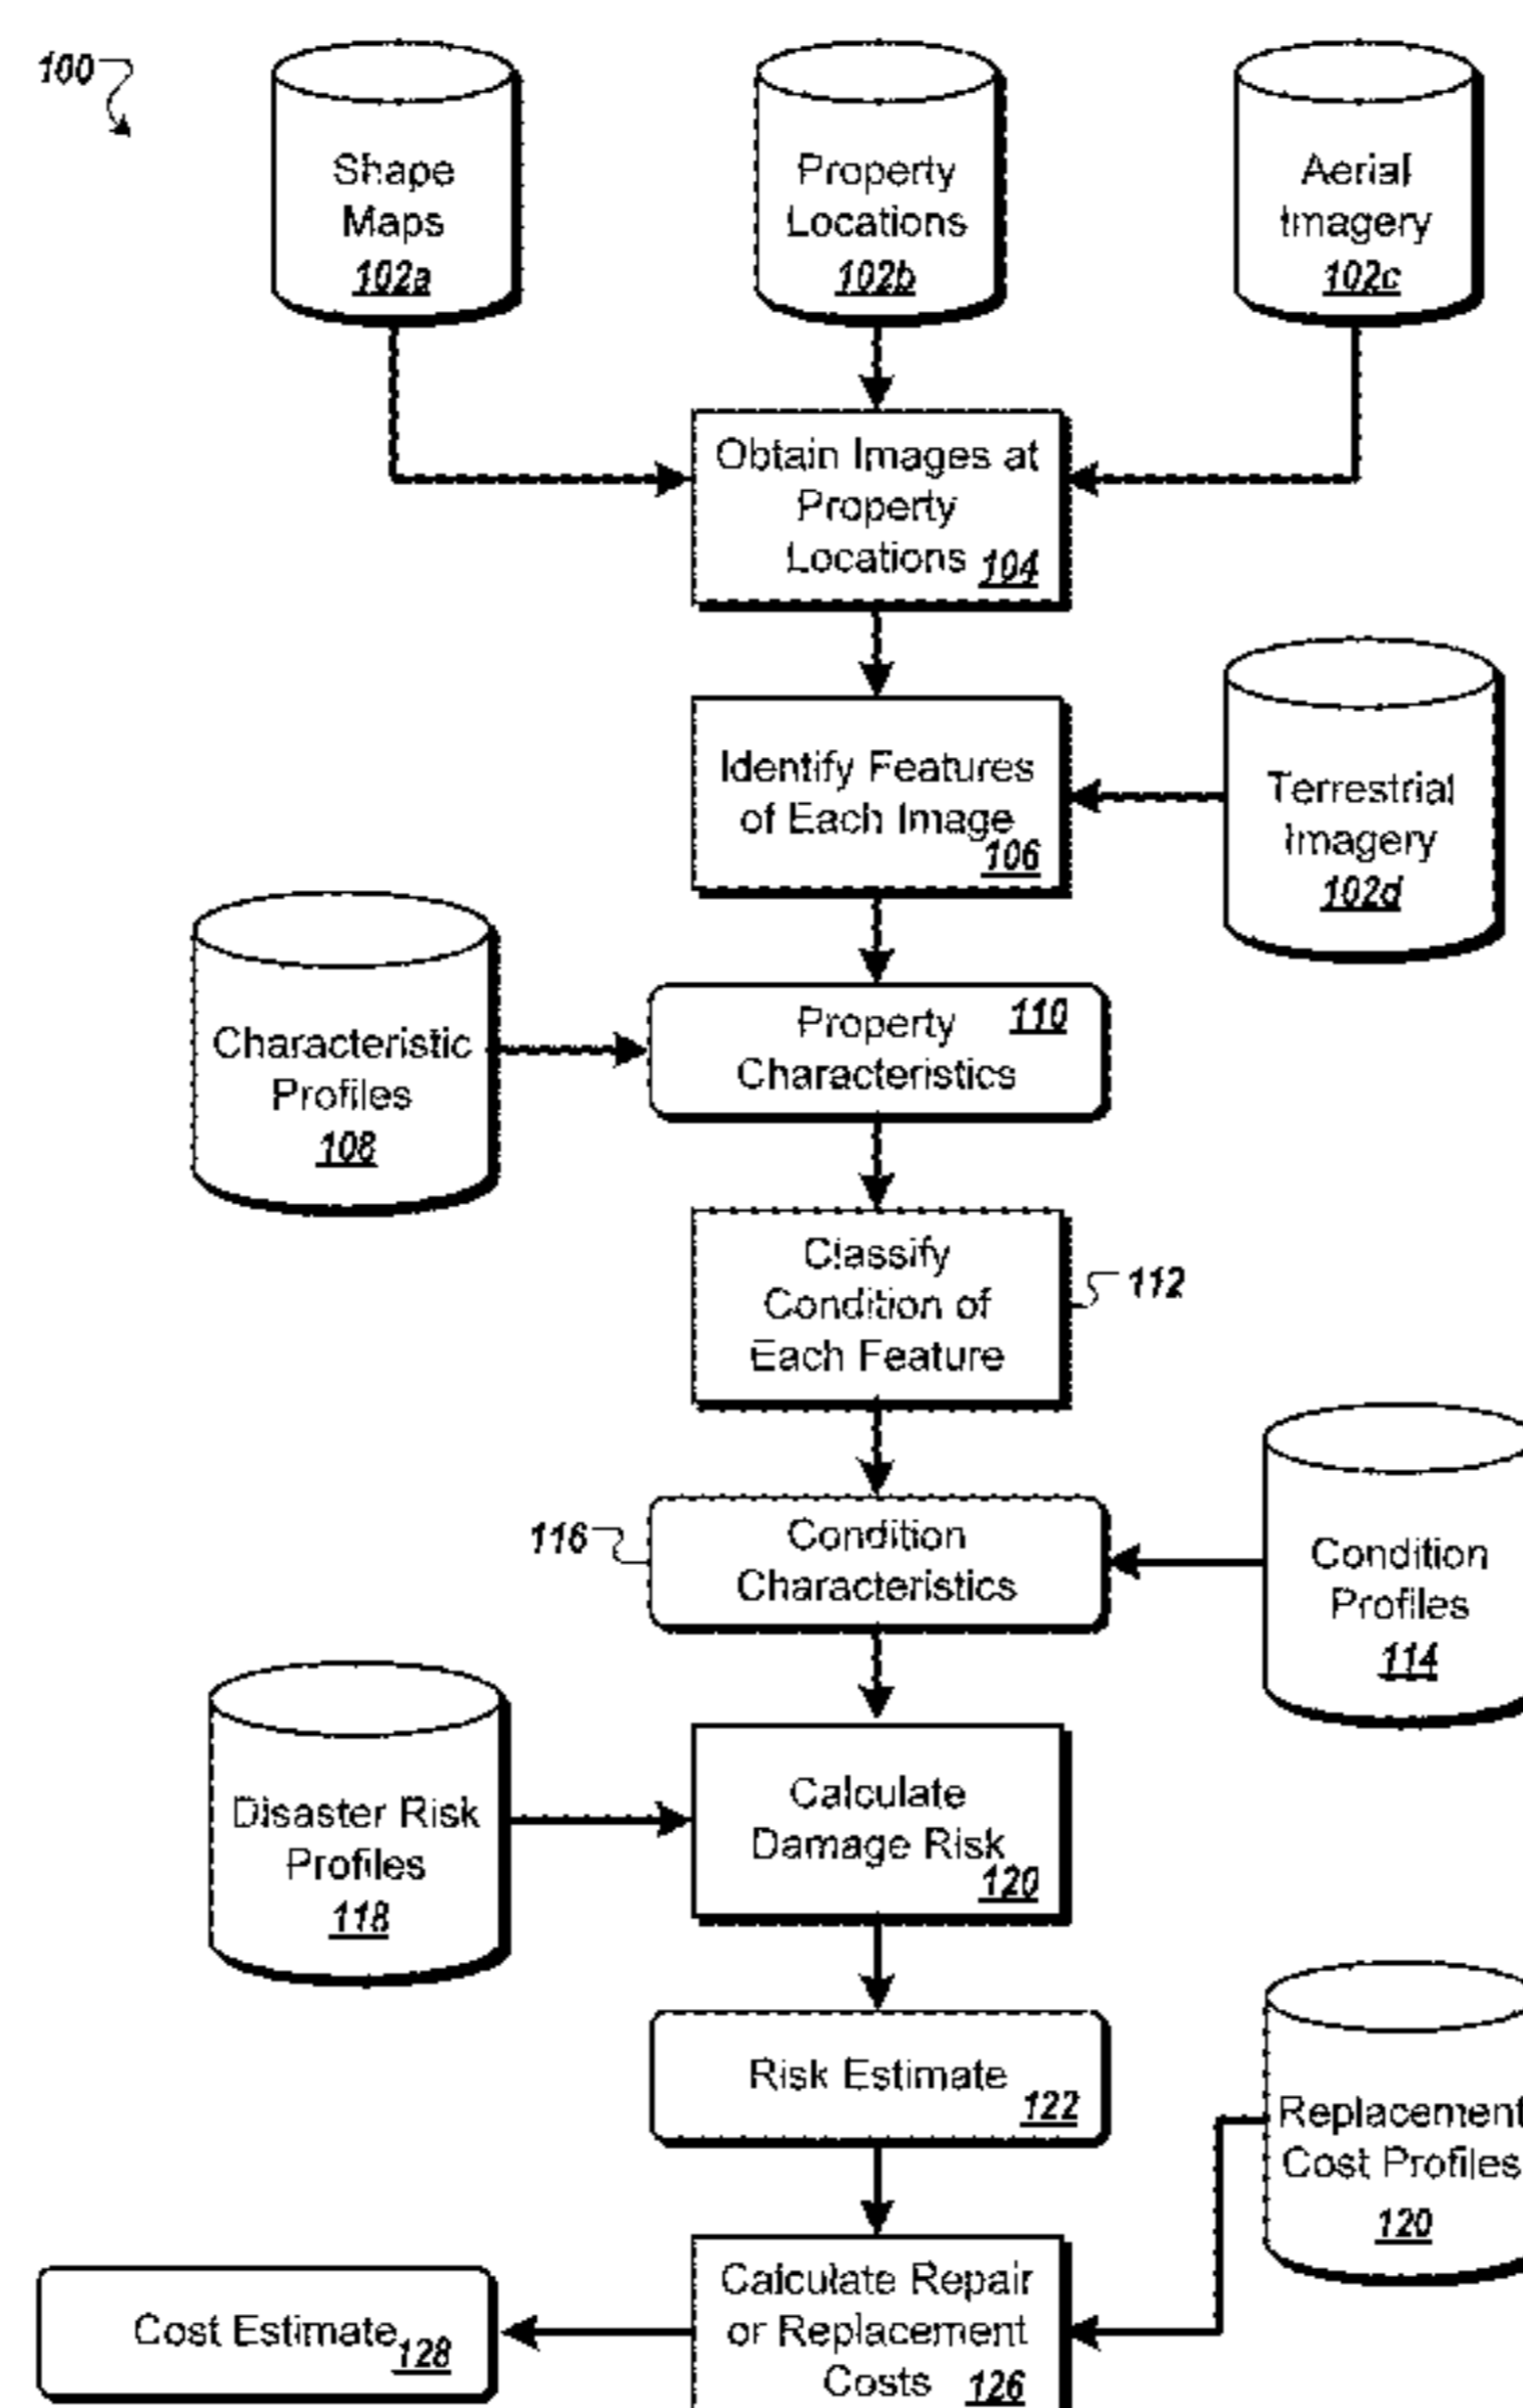 100
Shape
Maps
102a
Property
Locations
102b
Aerial
Imagery
102c
Obtain Images at
Property
Locations 104
Identify Features
of Each Image
106
Terrestrial
Imagery
102d
Characteristic
Profiles
108
Property 110
Characteristics
Classify
Condition of
Each Feature
112
116
Condition
Characteristics
Condition
Profiles
114
Disaster Risk
Profiles
118
Calculate
Damage Risk
120
Risk Estimate
122
Replacement
Cost Profiles
120
Calculate Repair
or Replacement
Costs 126
Cost Estimate 128